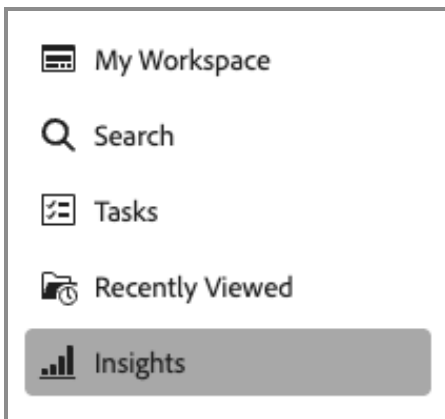 My Workspace
Search
Tasks
Recently Viewed
Insights